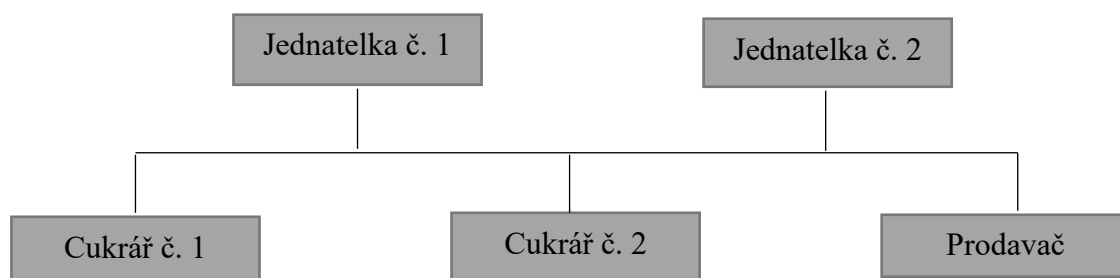 Jednatelka č. 1
Jednatelka č. 2
Cukrář č. 1
Cukrář č. 2
Prodavač